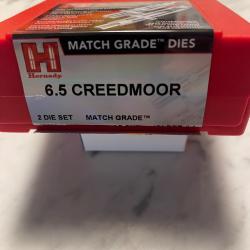 MATCH GRADE™ DIES
Hornady
6.5 CREEDMOOR
2 DIE SET MATCH GRADE™